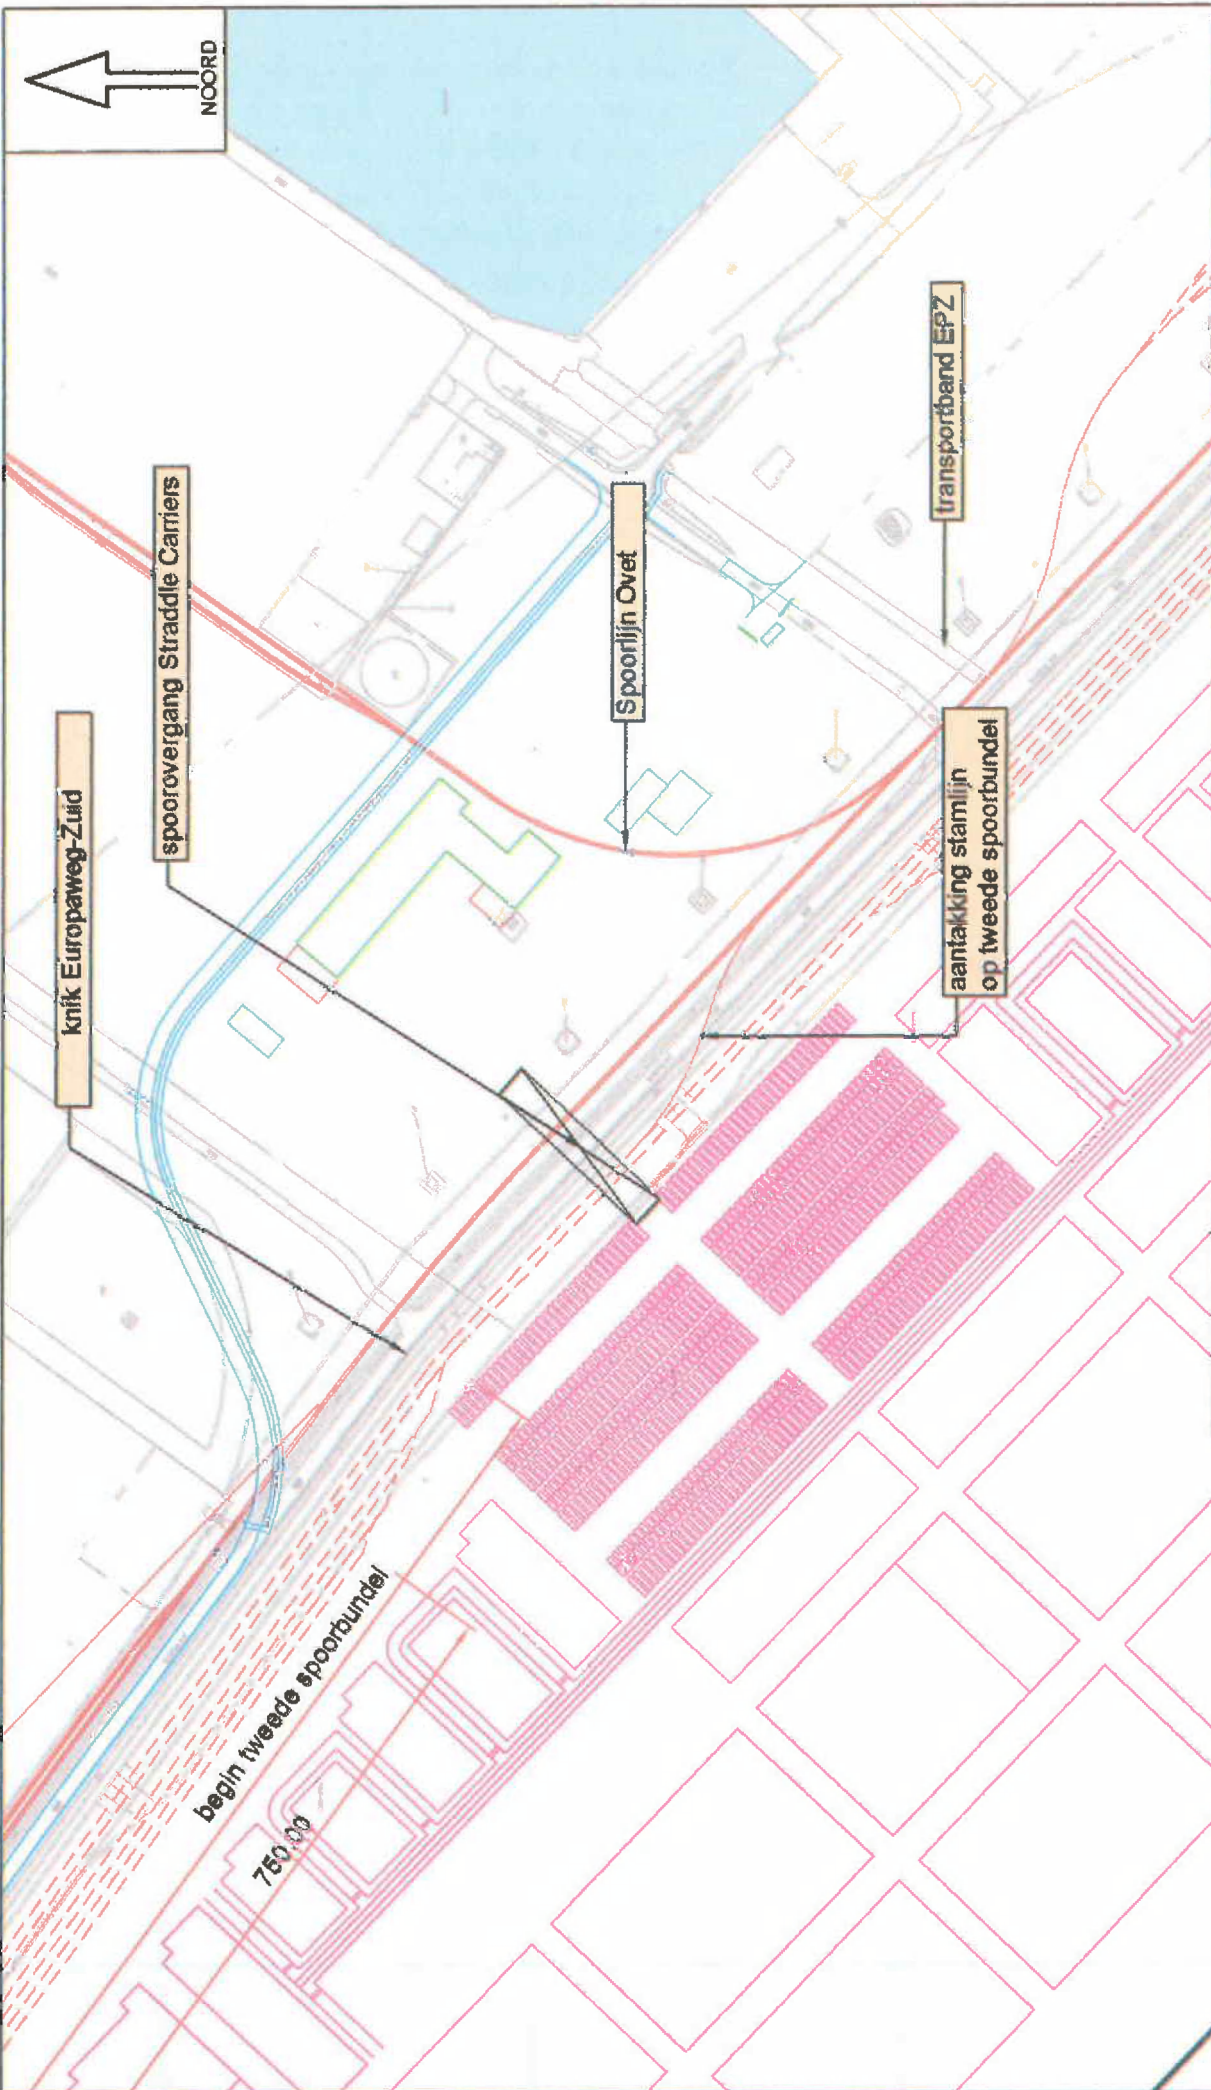 NOORD
knik Europaweg-Zuid
spoorovergang Straddle Carriers
Spoorlijn Ovet
transportband EPZ
aantakking stamlijn
op tweede spoorbundel
begin tweede spoorbundel
750.00